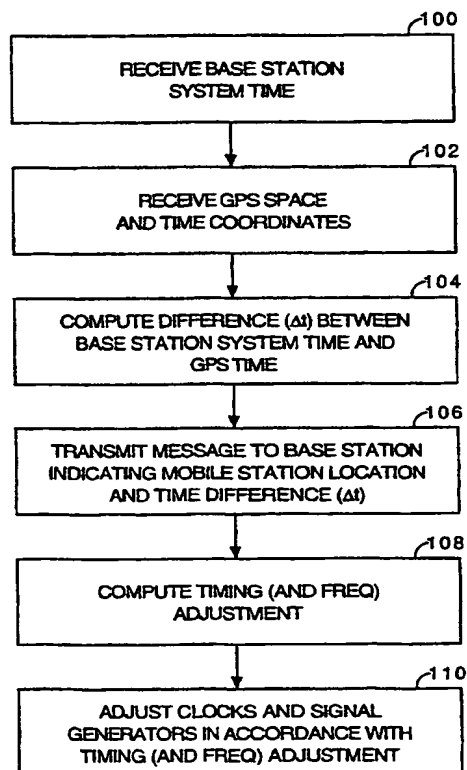 100
RECEIVE BASE STATION
SYSTEM TIME
102
RECEIVE GPS SPACE
AND TIME COORDINATES
104
COMPUTE DIFFERENCE (Δt) BETWEEN
BASE STATION SYSTEM TIME AND
GPS TIME
106
TRANSMIT MESSAGE TO BASE STATION
INDICATING MOBILE STATION LOCATION
AND TIME DIFFERENCE (Δt)
108
COMPUTE TIMING (AND FREQ)
ADJUSTMENT
110
ADJUST CLOCKS AND SIGNAL
GENERATORS IN ACCORDANCE WITH
TIMING (AND FREQ) ADJUSTMENT